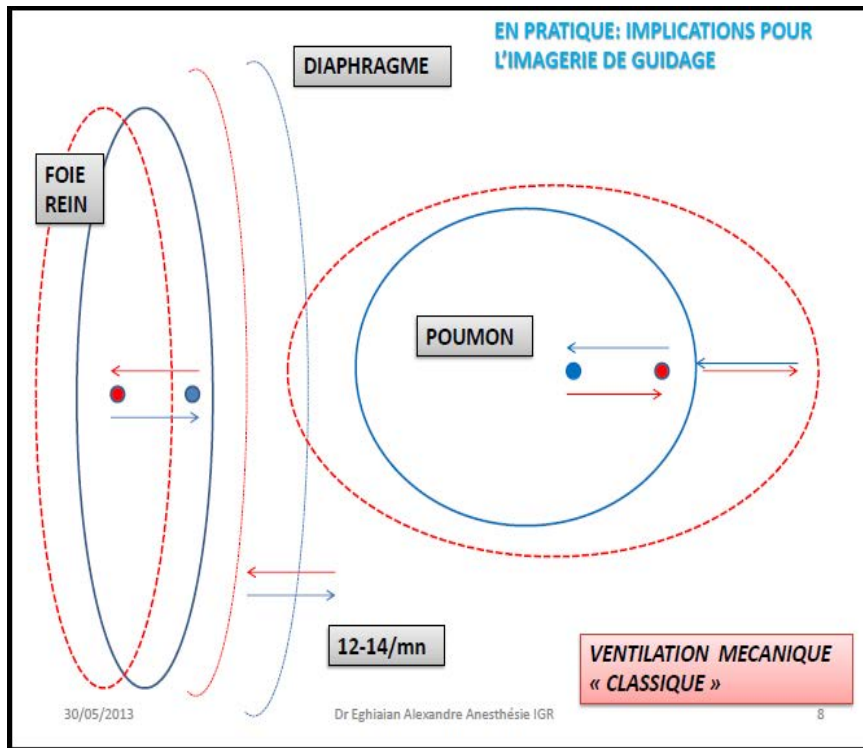 EN PRATIQUE: IMPLICATIONS POUR
L'IMAGERIE DE GUIDAGE
DIAPHRAGME
FOIE
REIN
POUMON
12-14/mn
VENTILATION MECANIQUE
« CLASSIQUE »
30/05/2013
Dr Eghiaian Alexandre Anesthésie IGR
8